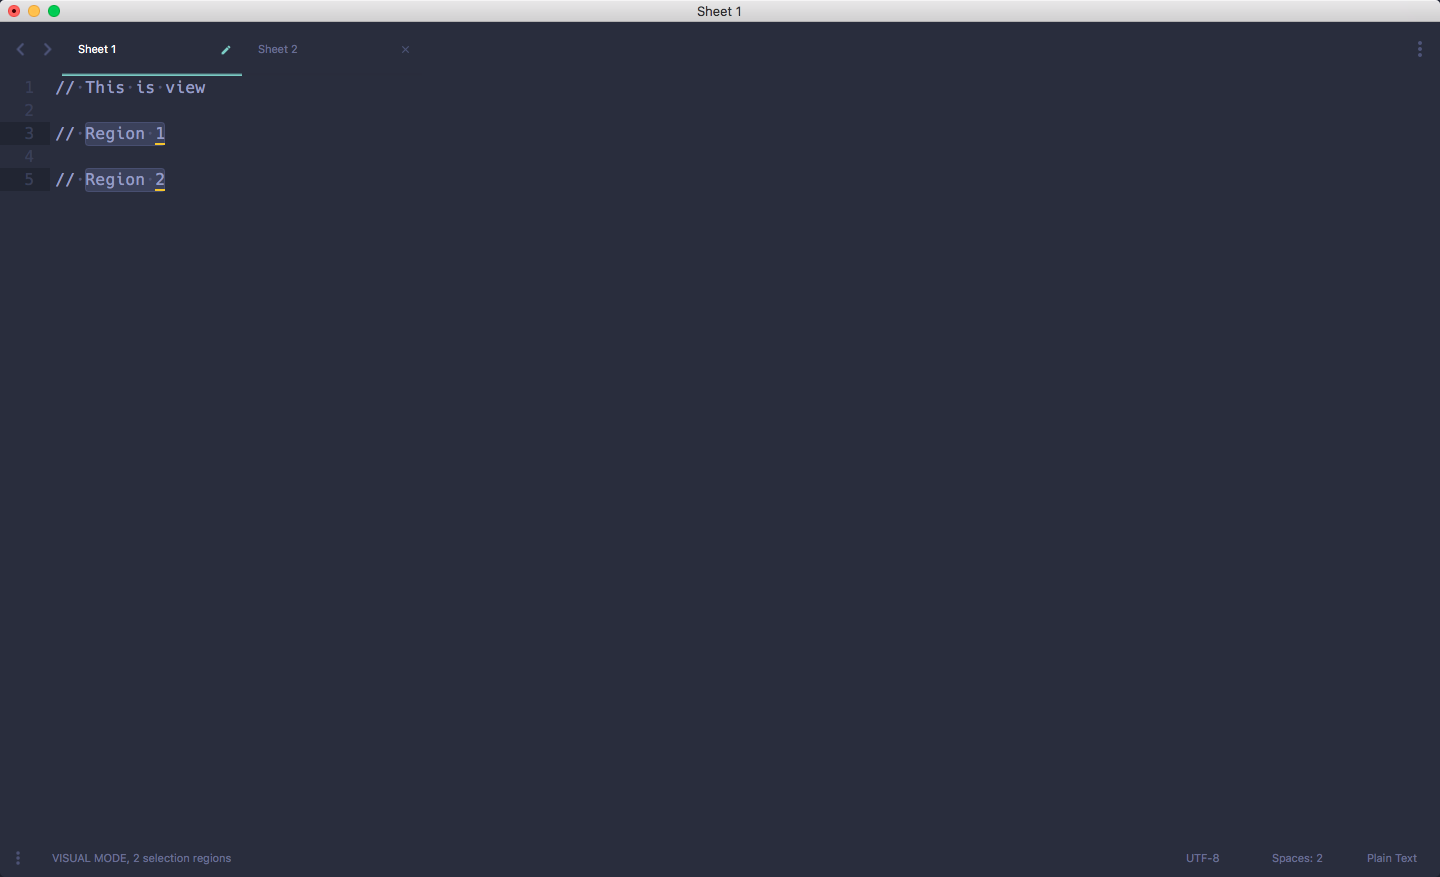 Sheet 1
Sheet 1 Sheet 2
1 // This is view
2
3 // Region 1
4
5 // Region 2
VISUAL MODE, 2 selection regions UTF-8 Spaces: 2 Plain Text